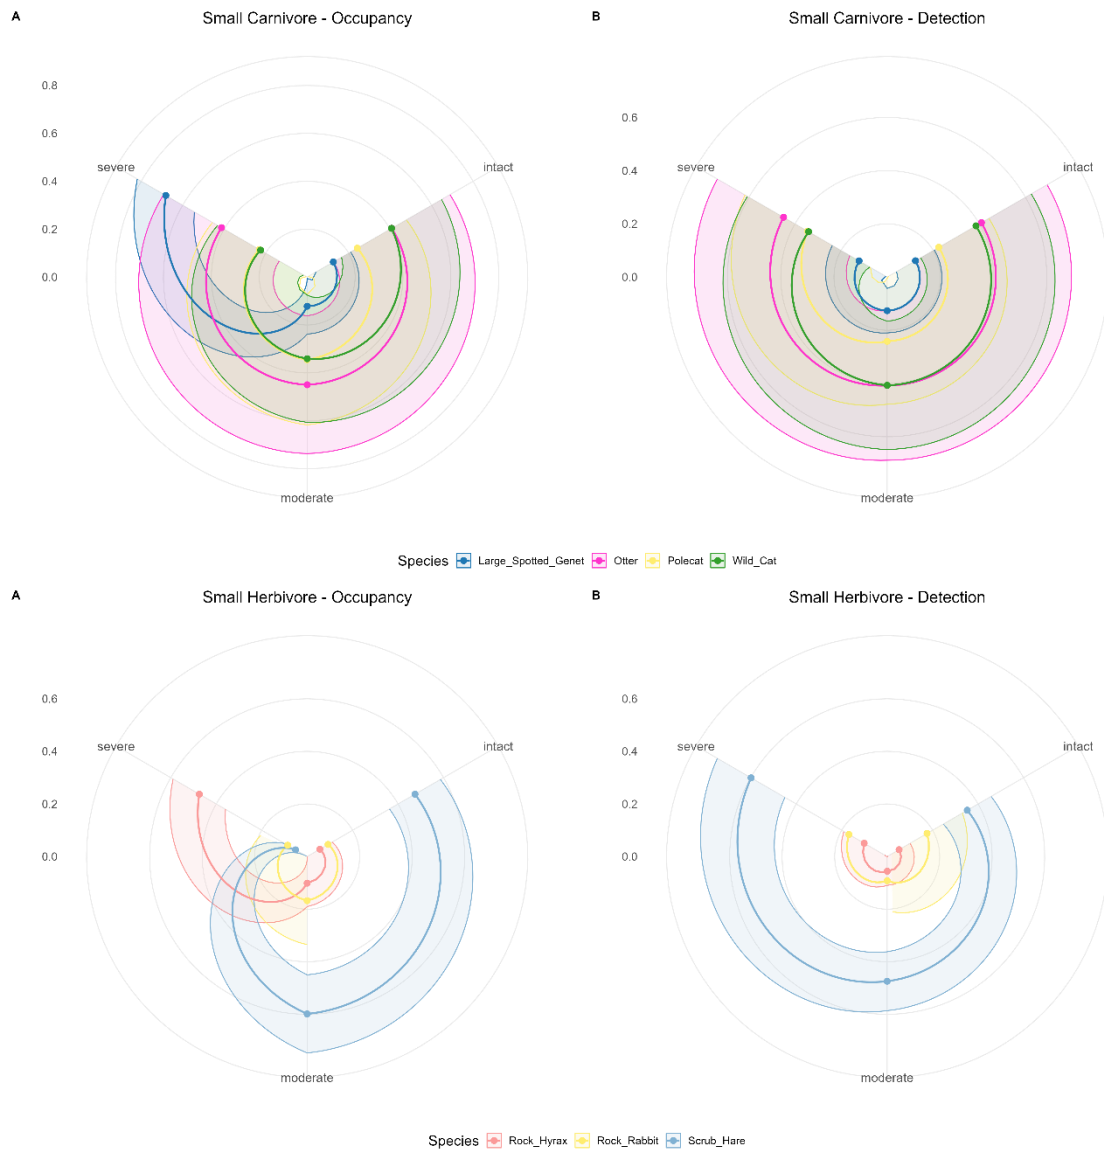 A
Small Carnivore - Occupancy
0.8
0.6
0.4
0.2
0.0
severe
intact
moderate
B
Small Carnivore - Detection
0.6
0.4
0.2
0.0
severe
intact
moderate
Species Large_Spotted_Genet Otter Polecat Wild_Cat
A
Small Herbivore - Occupancy
0.6
0.4
0.2
0.0
severe
intact
moderate
B
Small Herbivore - Detection
0.6
0.4
0.2
0.0
severe
intact
moderate
Species Rock_Hyrax Rock_Rabbit Scrub_Hare